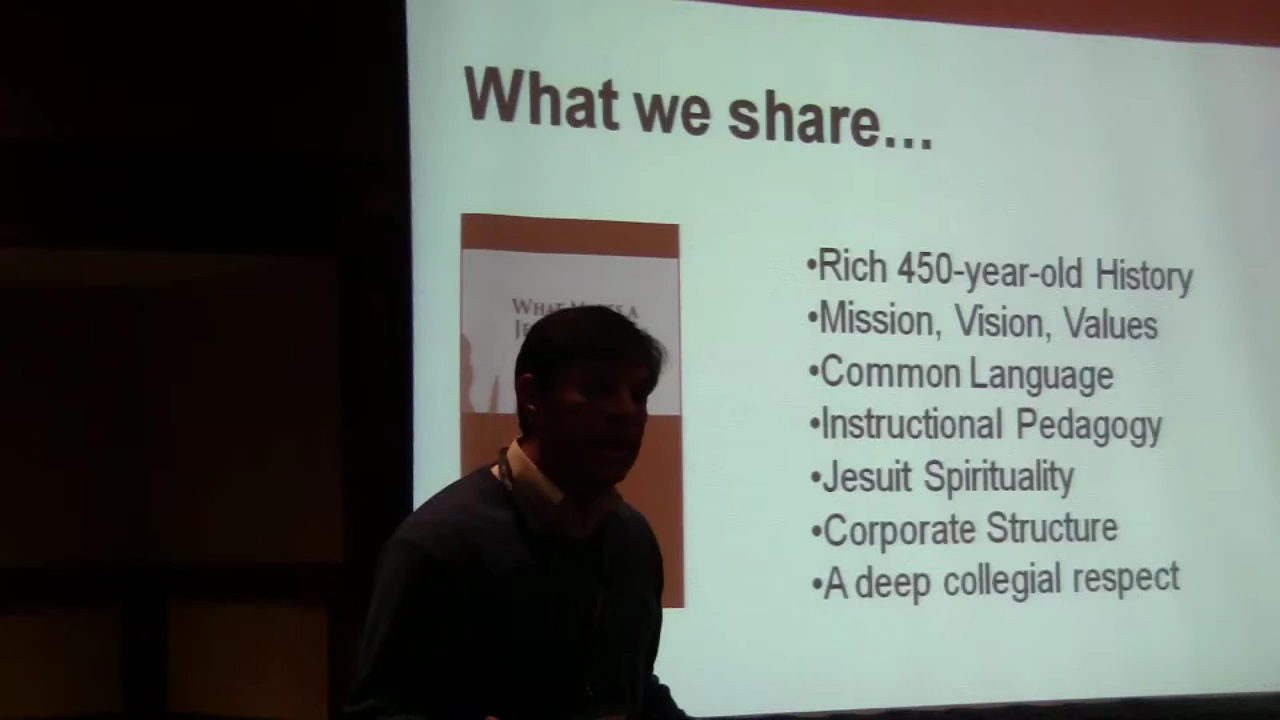 What we share...
WHAT A
•Rich 450-year-old History
•Mission, Vision, Values
•Common Language
•Instructional Pedagogy
•Jesuit Spirituality
•Corporate Structure
•A deep collegial respect